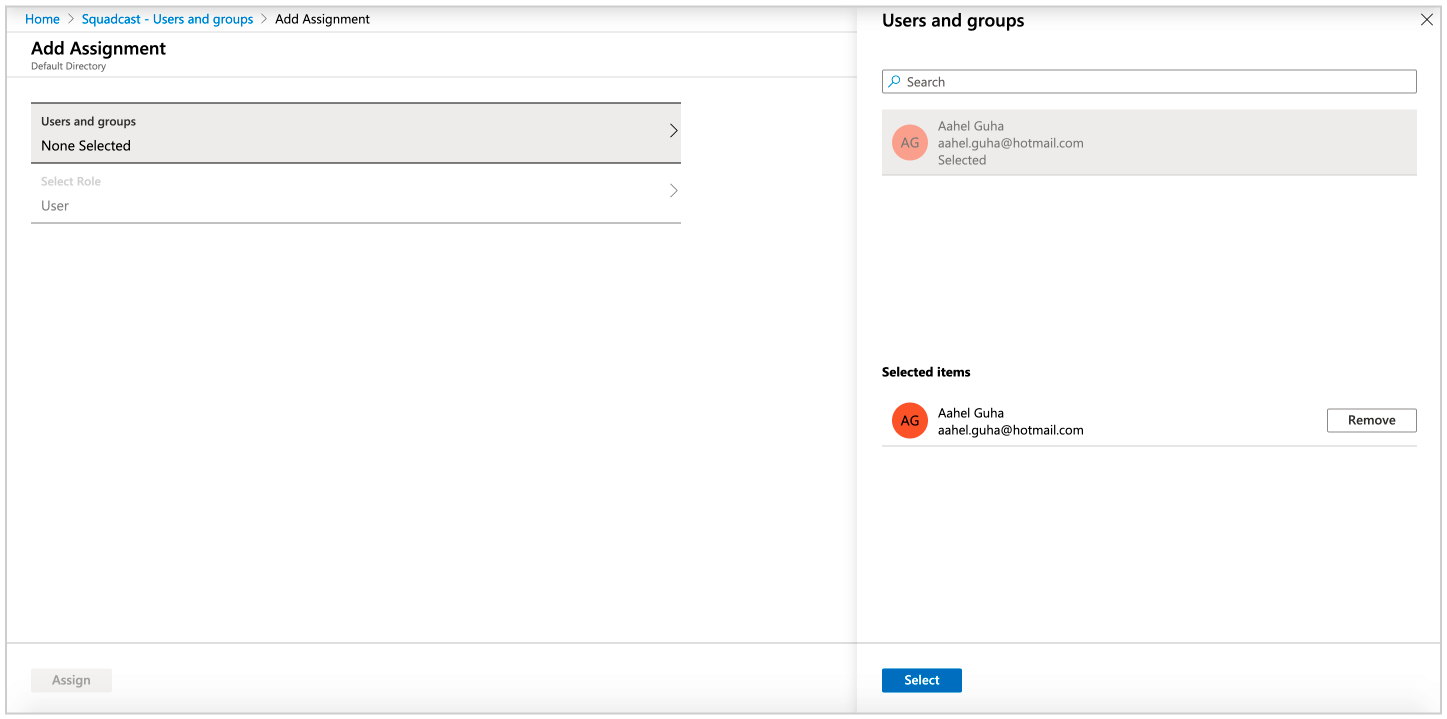 Home > Squadcast - Users and groups > Add Assignment
Add Assignment
Default Directory
Users and groups
None Selected
Select Role
User
Assign
Users and groups
Search
AG
Aahel Guha
aahel.guha@hotmail.com
Selected
Selected items
AG
Aahel Guha
aahel.guha@hotmail.com
Remove
Select